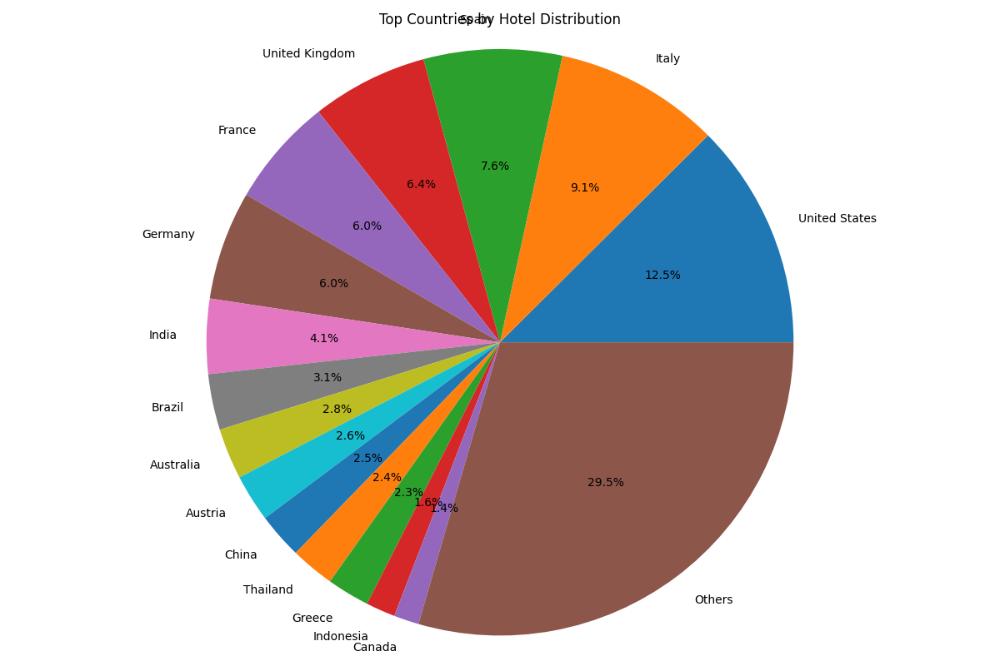 Top Countries by Hotel Distribution
Spain
United Kingdom
Italy
France
United States
Germany
India
Brazil
Australia
Austria
China
Thailand
Greece
Indonesia
Canada
Others
7.6%
6.4%
9.1%
6.0%
12.5%
6.0%
4.1%
3.1%
2.8%
2.6%
2.5%
2.4%
2.3%
1.6%
1.4%
29.5%